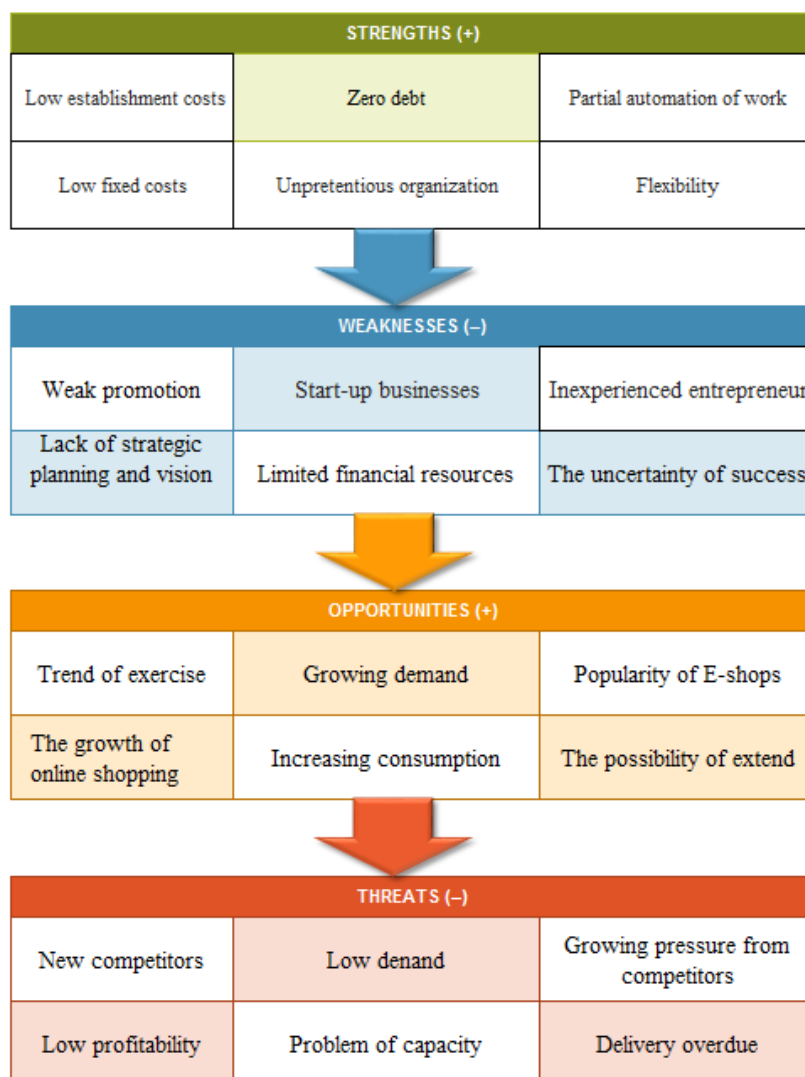 STRENGTHS (+)
Low establishment costs
Zero debt
Partial automation of work
Low fixed costs
Unpretentious organization
Flexibility
WEAKNESSES (–)
Weak promotion
Start-up businesses
Inexperienced entrepreneur
Lack of strategic
planning and vision
Limited financial resources
The uncertainty of success
OPPORTUNITIES (+)
Trend of exercise
Growing demand
Popularity of E-shops
The growth of
online shopping
Increasing consumption
The possibility of extend
THREATS (–)
New competitors
Low denand
Growing pressure from
competitors
Low profitability
Problem of capacity
Delivery overdue